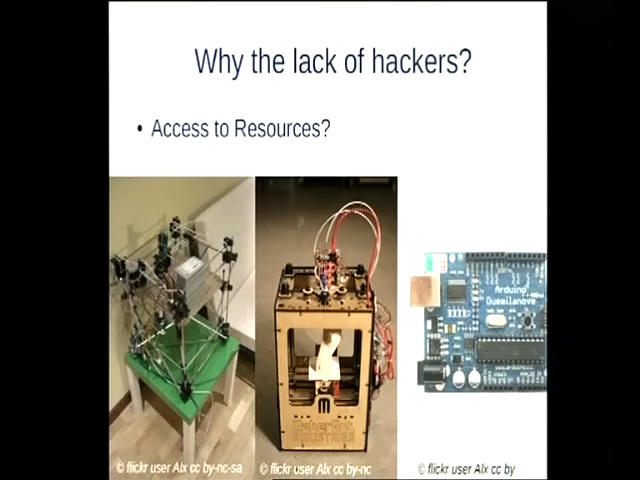 Why the lack of hackers?
• Access to Resources?
MakerBot
INDUSTRIES
Arduino
Duemilanove
© flickr user Alx cc by-nc-sa
© flickr user Alx cc by-nc
© flickr user Alx cc by